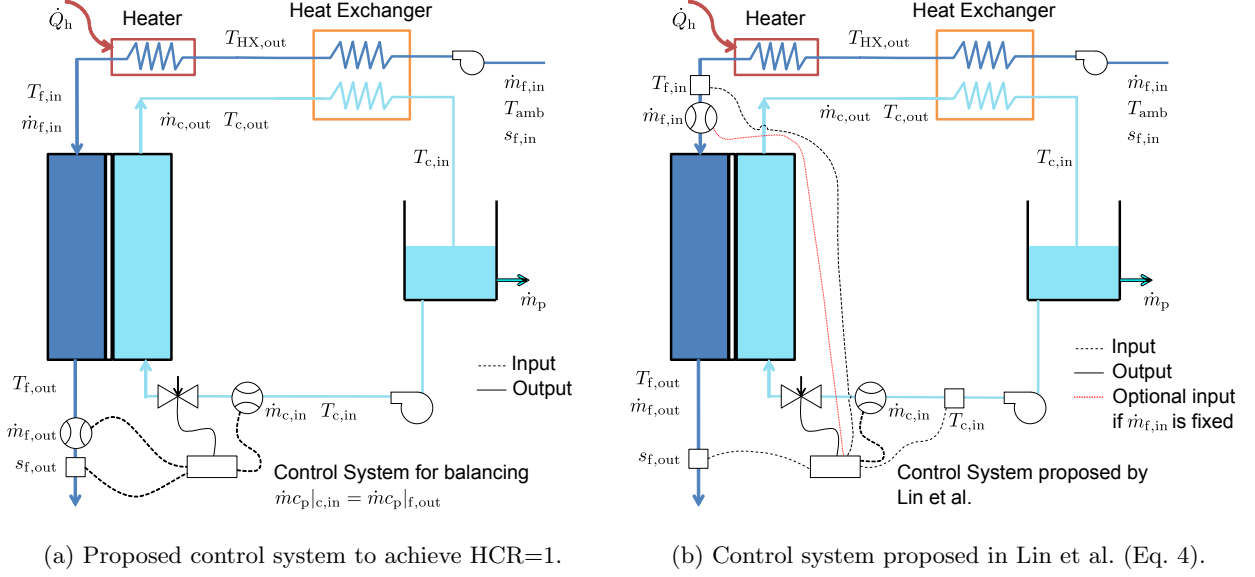 Q̇h
Heater
Heat Exchanger
THX,out
Tf,in
ṁf,in
ṁc,out
Tc,out
ṁf,in
Tamb
sf,in
Tc,in
ṁp
Input
Output
Tf,out
ṁf,out
sf,out
ṁc,in
Tc,in
Control System for balancing
ṁcp|c,in = ṁcp|f,out
(a) Proposed control system to achieve HCR=1.
Q̇h
Heater
Heat Exchanger
THX,out
Tf,in
ṁf,in
ṁc,out
Tc,out
ṁf,in
Tamb
sf,in
Tc,in
ṁp
Input
Output
Optional input
if ṁf,in is fixed
Tf,out
ṁf,out
sf,out
ṁc,in
Tc,in
Control System proposed by
Lin et al.
(b) Control system proposed in Lin et al. (Eq. 4).